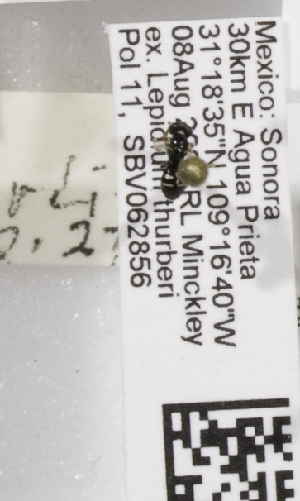 Mexico: Sonora
30km E Agua Prieta
31°18'35"N 109°16'40"W
08Aug RL Minckley
ex. thurberi
Pol 11, SBV062856